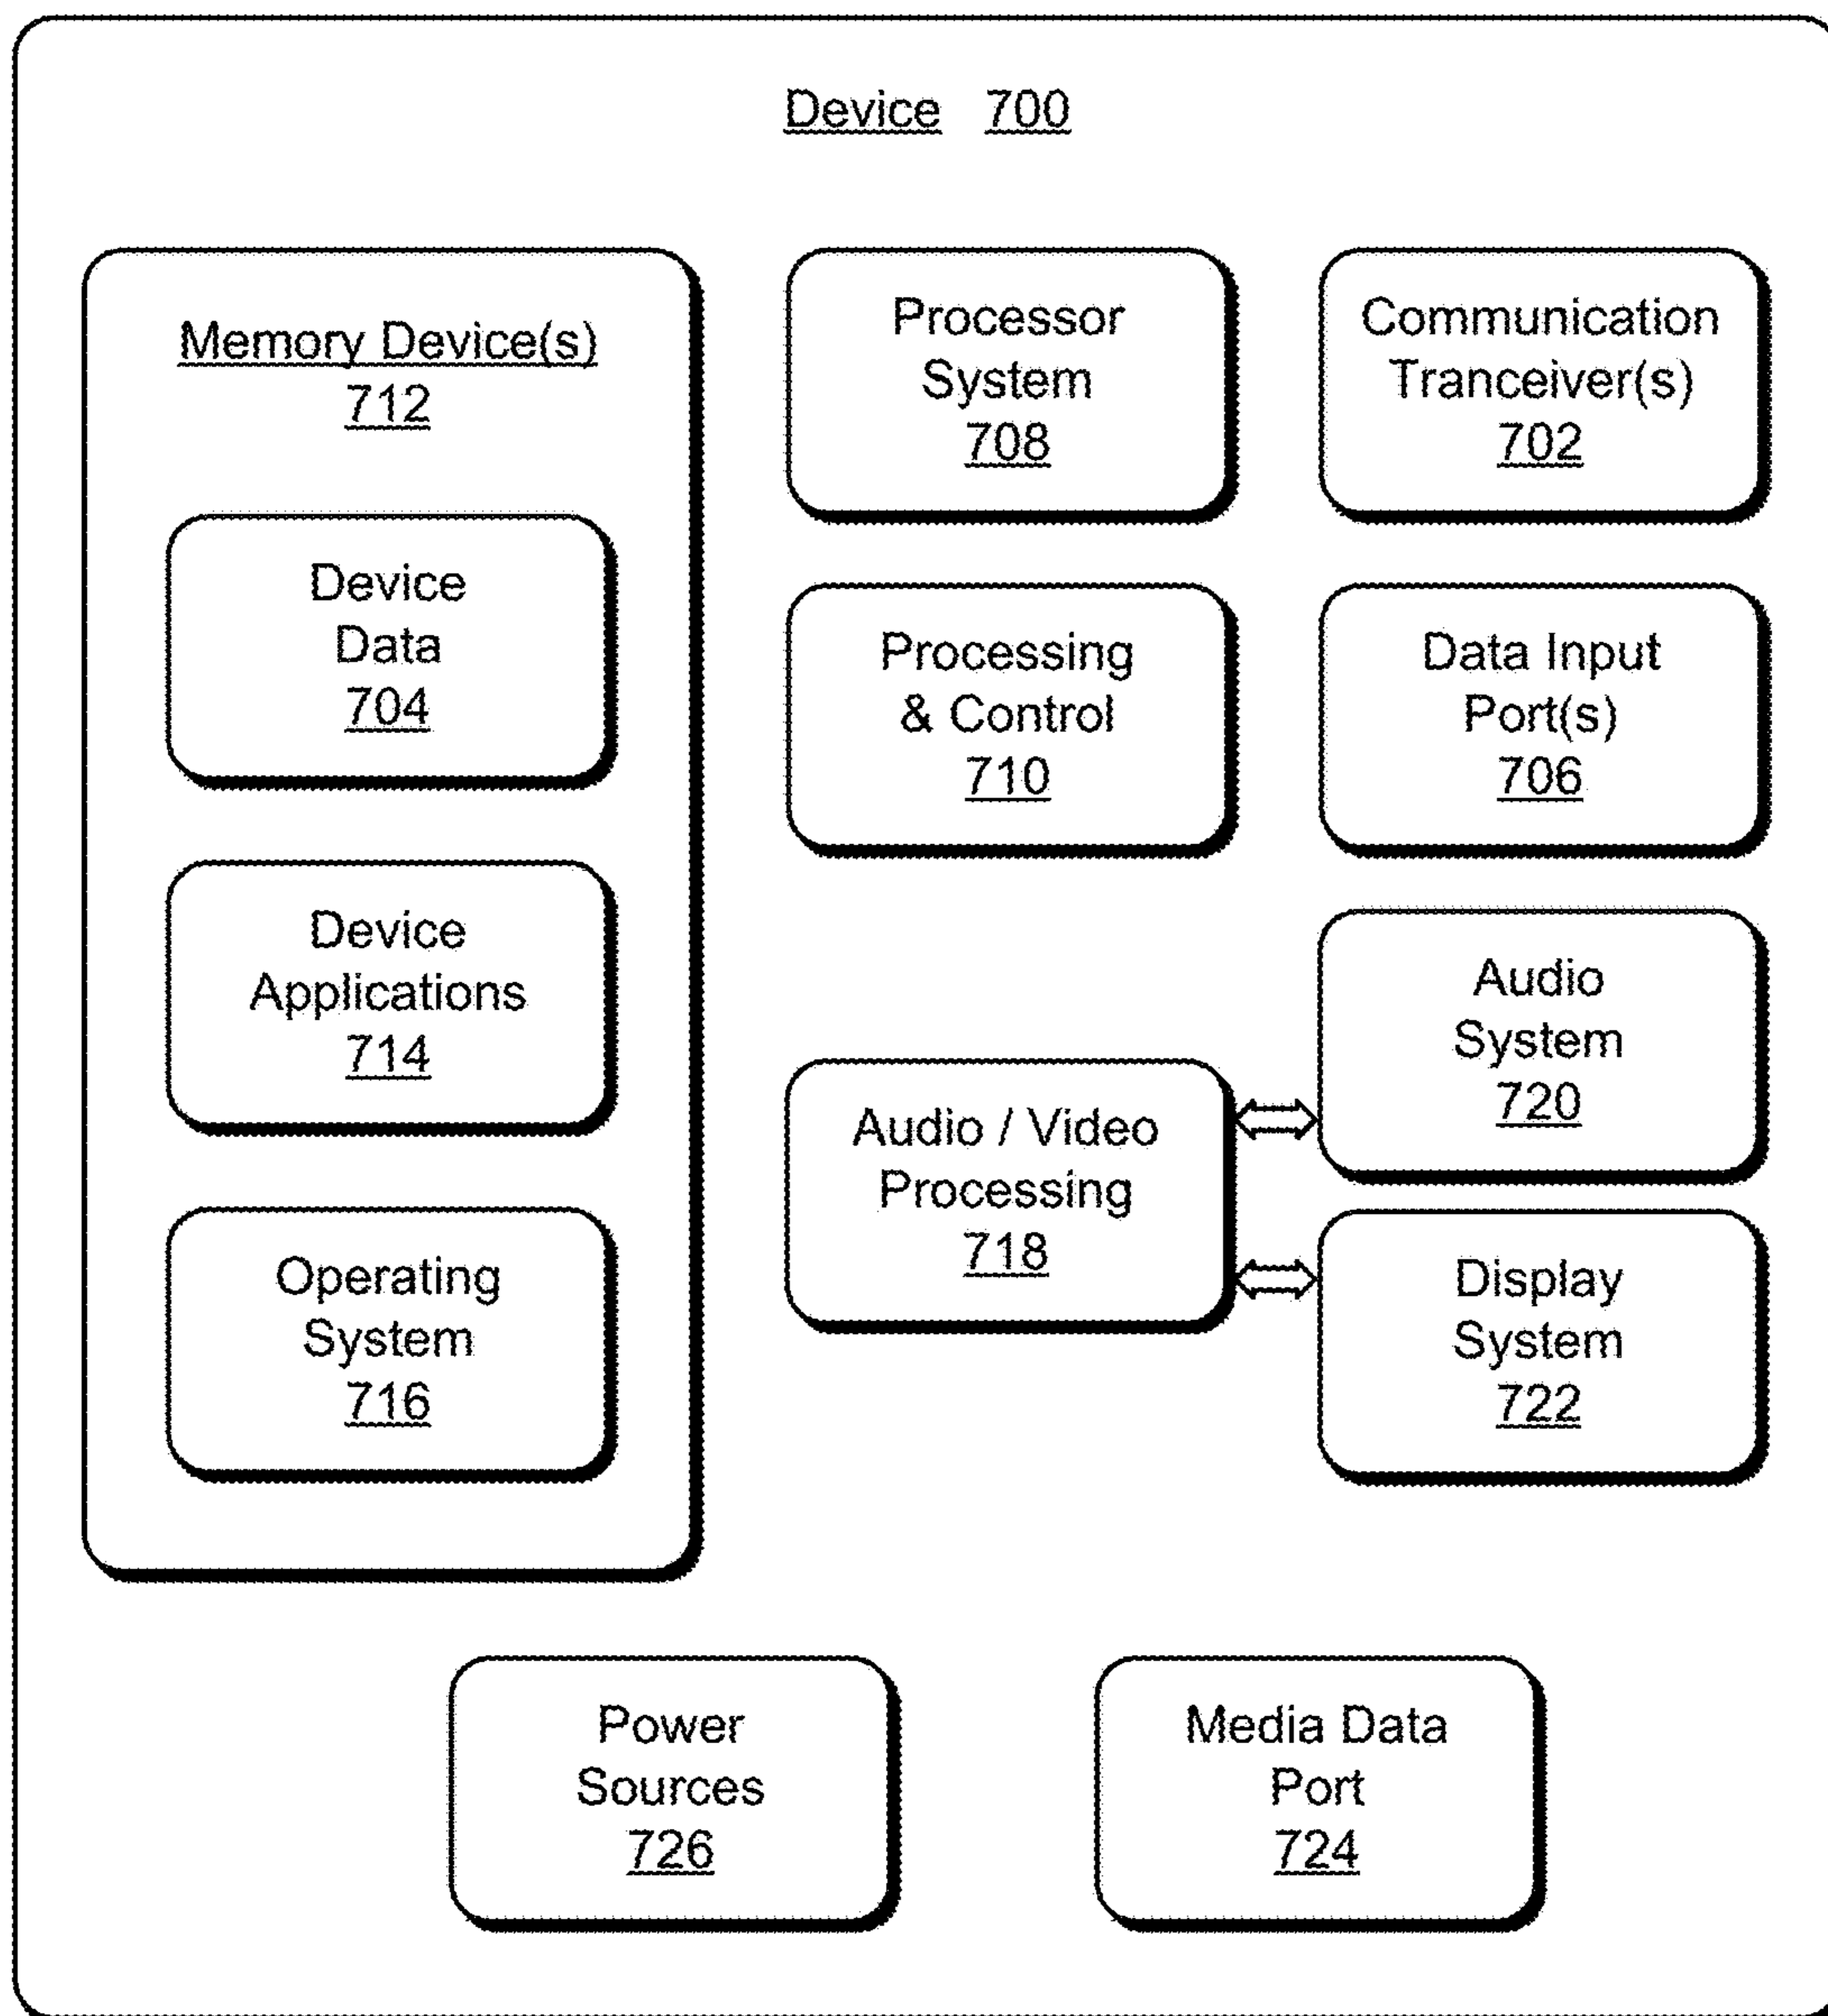 Device 700
Memory Device(s)
712
Device
Data
704
Device
Applications
714
Operating
System
716
Processor
System
708
Communication
Tranceiver(s)
702
Processing
& Control
710
Data Input
Port(s)
706
Audio / Video
Processing
718
Audio
System
720
Display
System
722
Power
Sources
726
Media Data
Port
724